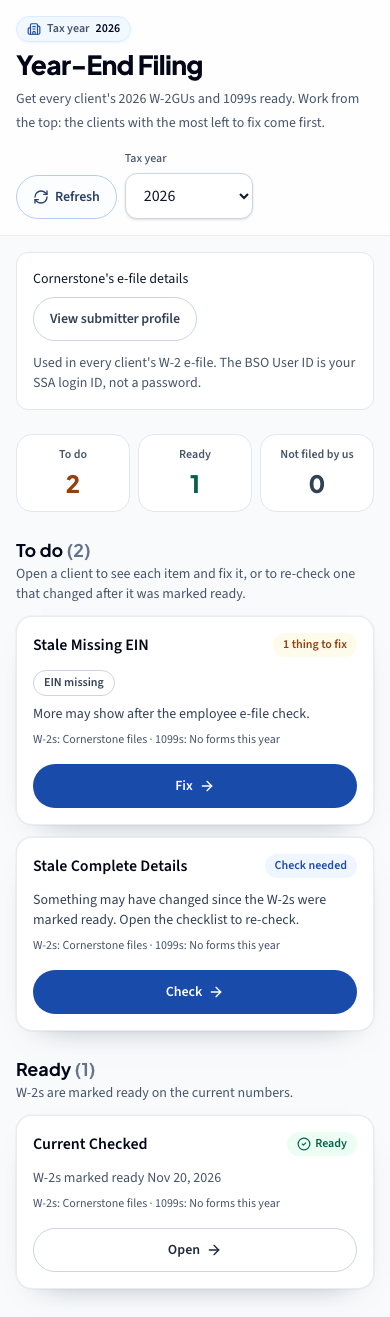 Tax year 2026
Year-End Filing
Get every client's 2026 W-2GUs and 1099s ready. Work from
the top: the clients with the most left to fix come first.
Tax year
Refresh
2026
Cornerstone's e-file details
View submitter profile
Used in every client's W-2 e-file. The BSO User ID is your
SSA login ID, not a password.
To do
2
Ready
1
Not filed by us
0
To do (2)
Open a client to see each item and fix it, or to re-check one
that changed after it was marked ready.
Stale Missing EIN
1 thing to fix
EIN missing
More may show after the employee e-file check.
W-2s: Cornerstone files · 1099s: No forms this year
Fix
Stale Complete Details
Check needed
Something may have changed since the W-2s were
marked ready. Open the checklist to re-check.
W-2s: Cornerstone files · 1099s: No forms this year
Check
Ready (1)
W-2s are marked ready on the current numbers.
Current Checked
Ready
W-2s marked ready Nov 20, 2026
W-2s: Cornerstone files · 1099s: No forms this year
Open